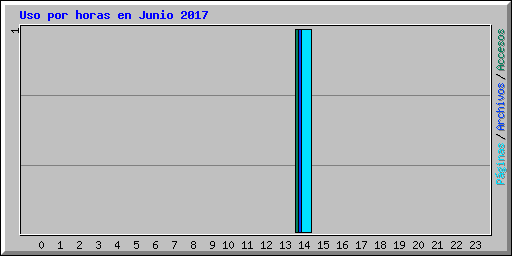 Uso por horas en Junio 2017
1
Páginas/Archivos/Accesos
0 1 2 3 4 5 6 7 8 9 10 11 12 13 14 15 16 17 18 19 20 21 22 23